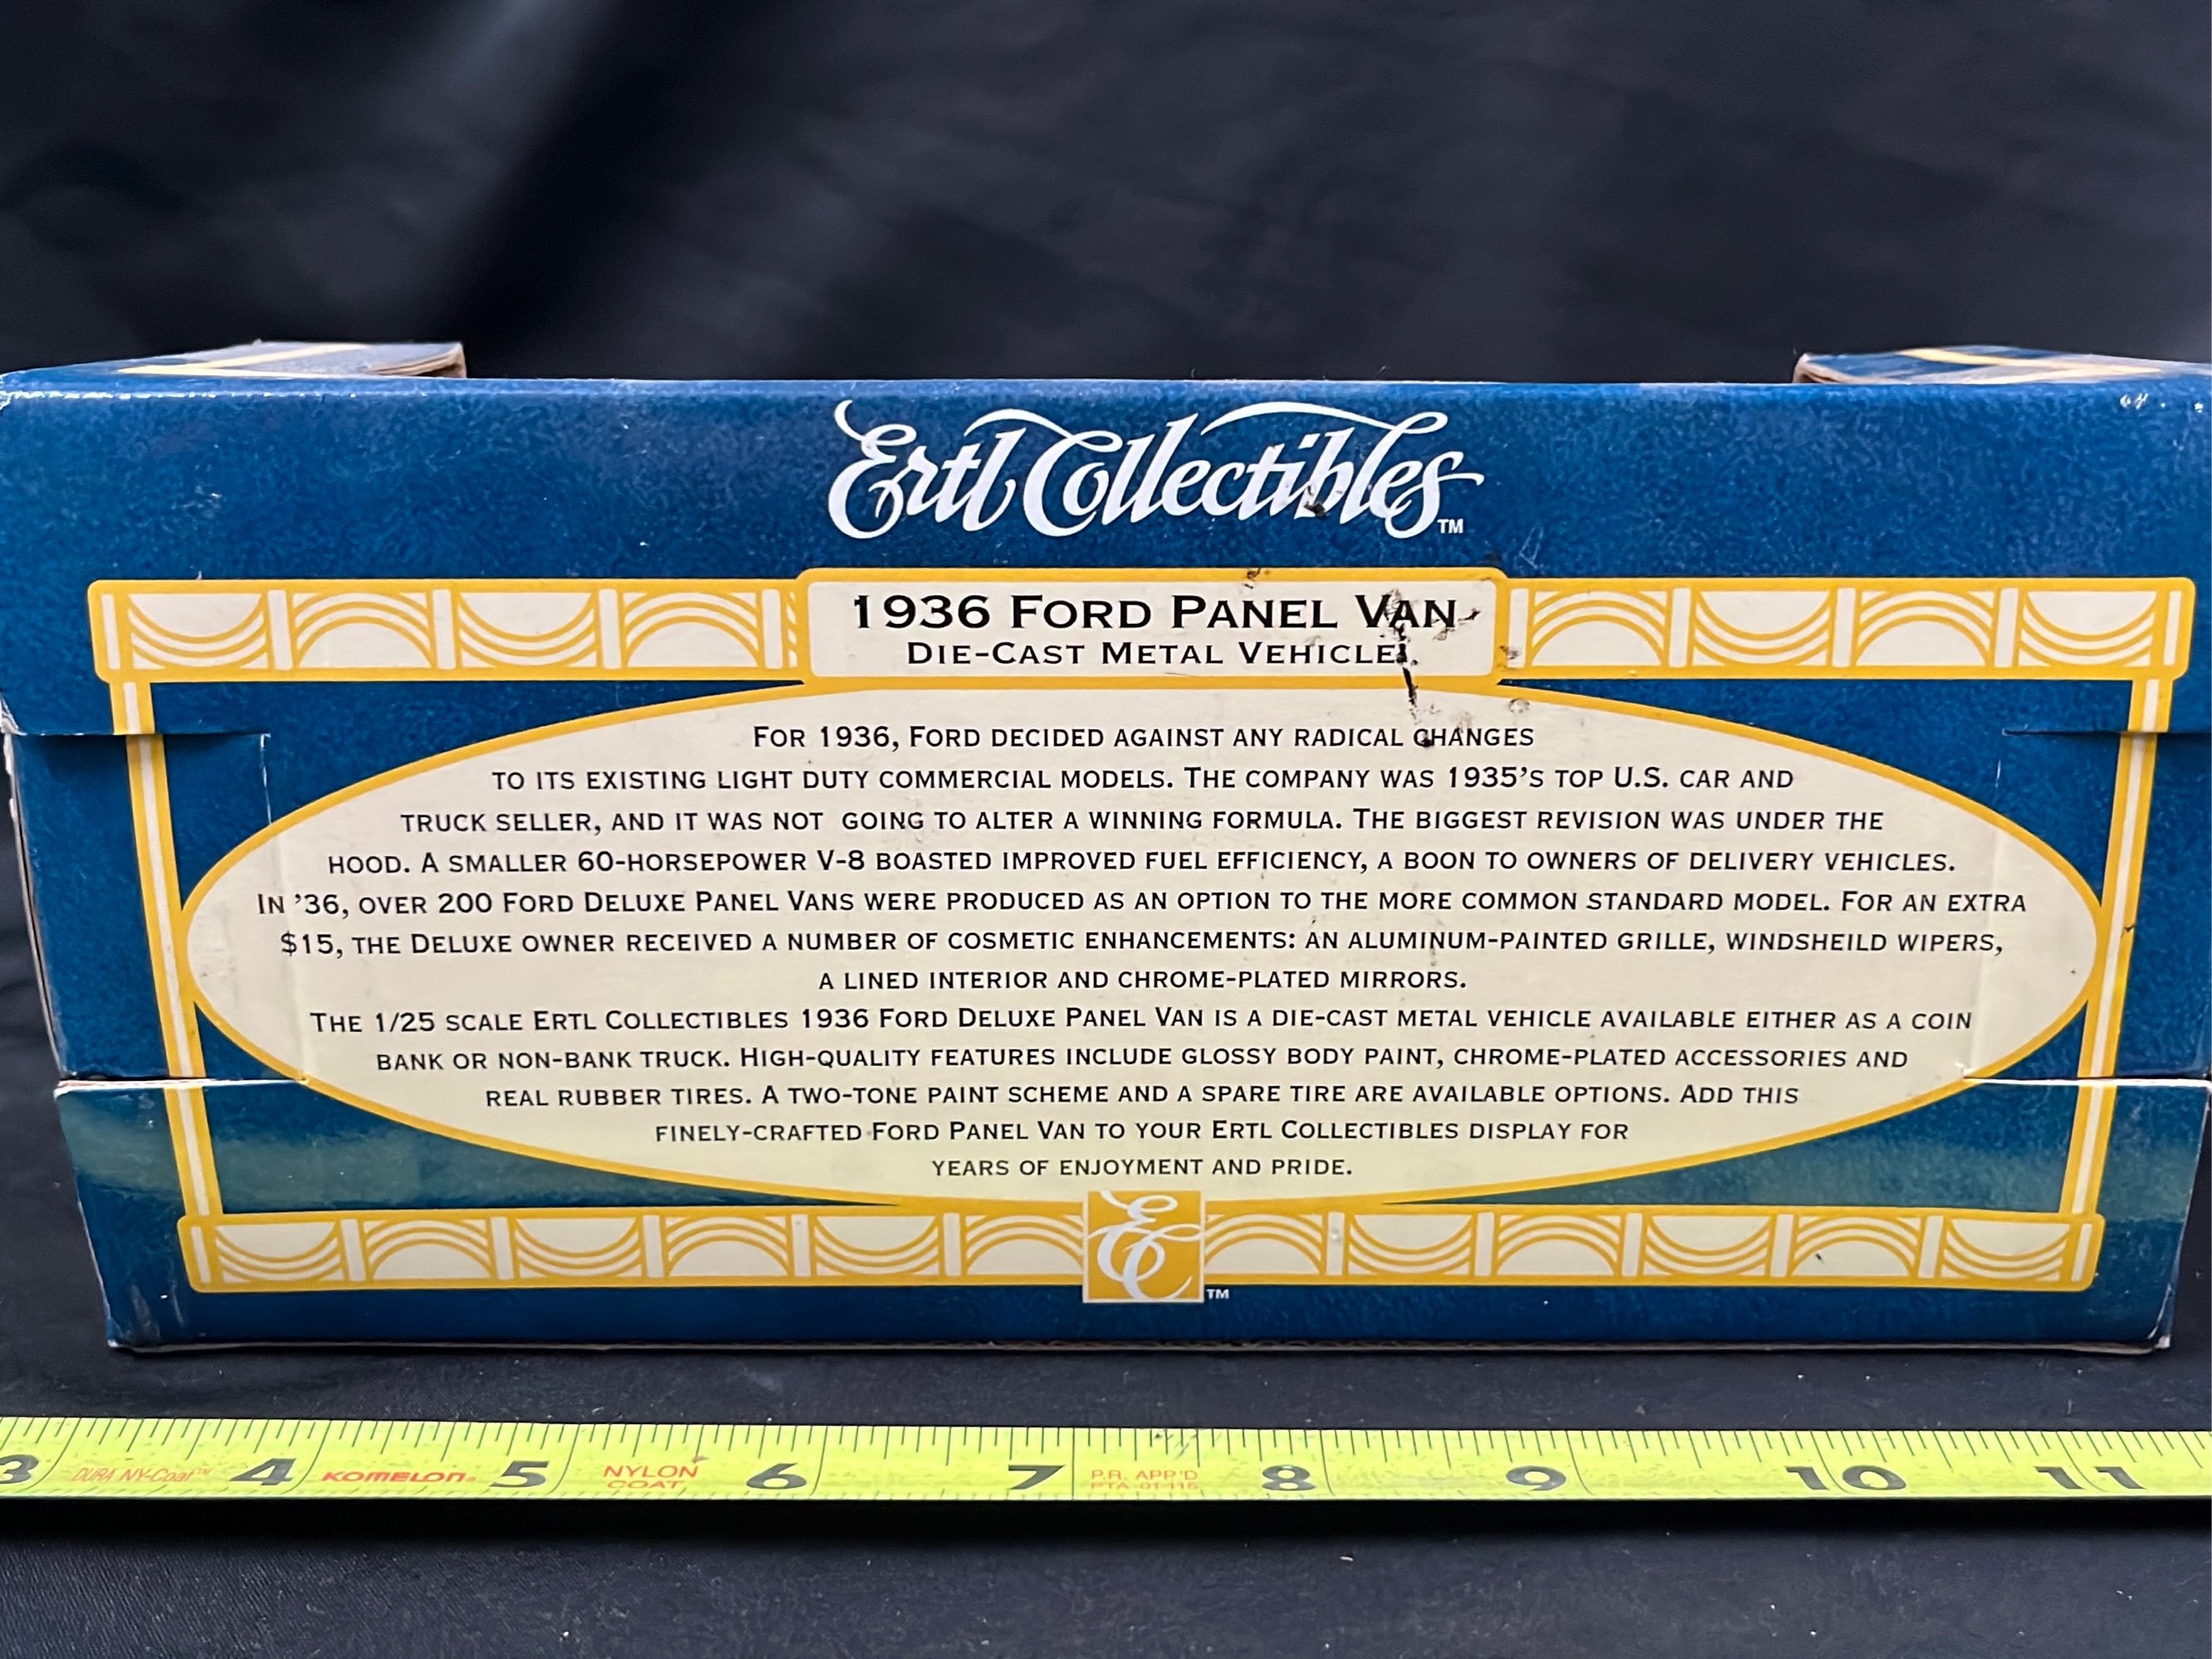 Ertl Collectibles™
1936 FORD PANEL VAN
DIE-CAST METAL VEHICLE
FOR 1936, FORD DECIDED AGAINST ANY RADICAL CHANGES
TO ITS EXISTING LIGHT DUTY COMMERCIAL MODELS. THE COMPANY WAS 1935'S TOP U.S. CAR AND
TRUCK SELLER, AND IT WAS NOT GOING TO ALTER A WINNING FORMULA. THE BIGGEST REVISION WAS UNDER THE
HOOD. A SMALLER 60-HORSEPOWER V-8 BOASTED IMPROVED FUEL EFFICIENCY, A BOON TO OWNERS OF DELIVERY VEHICLES.
IN '36, OVER 200 FORD DELUXE PANEL VANS WERE PRODUCED AS AN OPTION TO THE MORE COMMON STANDARD MODEL. FOR AN EXTRA
$15, THE DELUXE OWNER RECEIVED A NUMBER OF COSMETIC ENHANCEMENTS: AN ALUMINUM-PAINTED GRILLE, WINDSHEILD WIPERS,
A LINED INTERIOR AND CHROME-PLATED MIRRORS.
THE 1/25 SCALE ERTL COLLECTIBLES 1936 FORD DELUXE PANEL VAN IS A DIE-CAST METAL VEHICLE AVAILABLE EITHER AS A COIN
BANK OR NON-BANK TRUCK. HIGH-QUALITY FEATURES INCLUDE GLOSSY BODY PAINT, CHROME-PLATED ACCESSORIES AND
REAL RUBBER TIRES. A TWO-TONE PAINT SCHEME AND A SPARE TIRE ARE AVAILABLE OPTIONS. ADD THIS
FINELY-CRAFTED FORD PANEL VAN TO YOUR ERTL COLLECTIBLES DISPLAY FOR
YEARS OF ENJOYMENT AND PRIDE.
EC™
3 DURA NY-Coat™ 4 KOMELON® 5 NYLON COAT 6 7 P.R. APP'D PTA-01-115 8 9 10 11